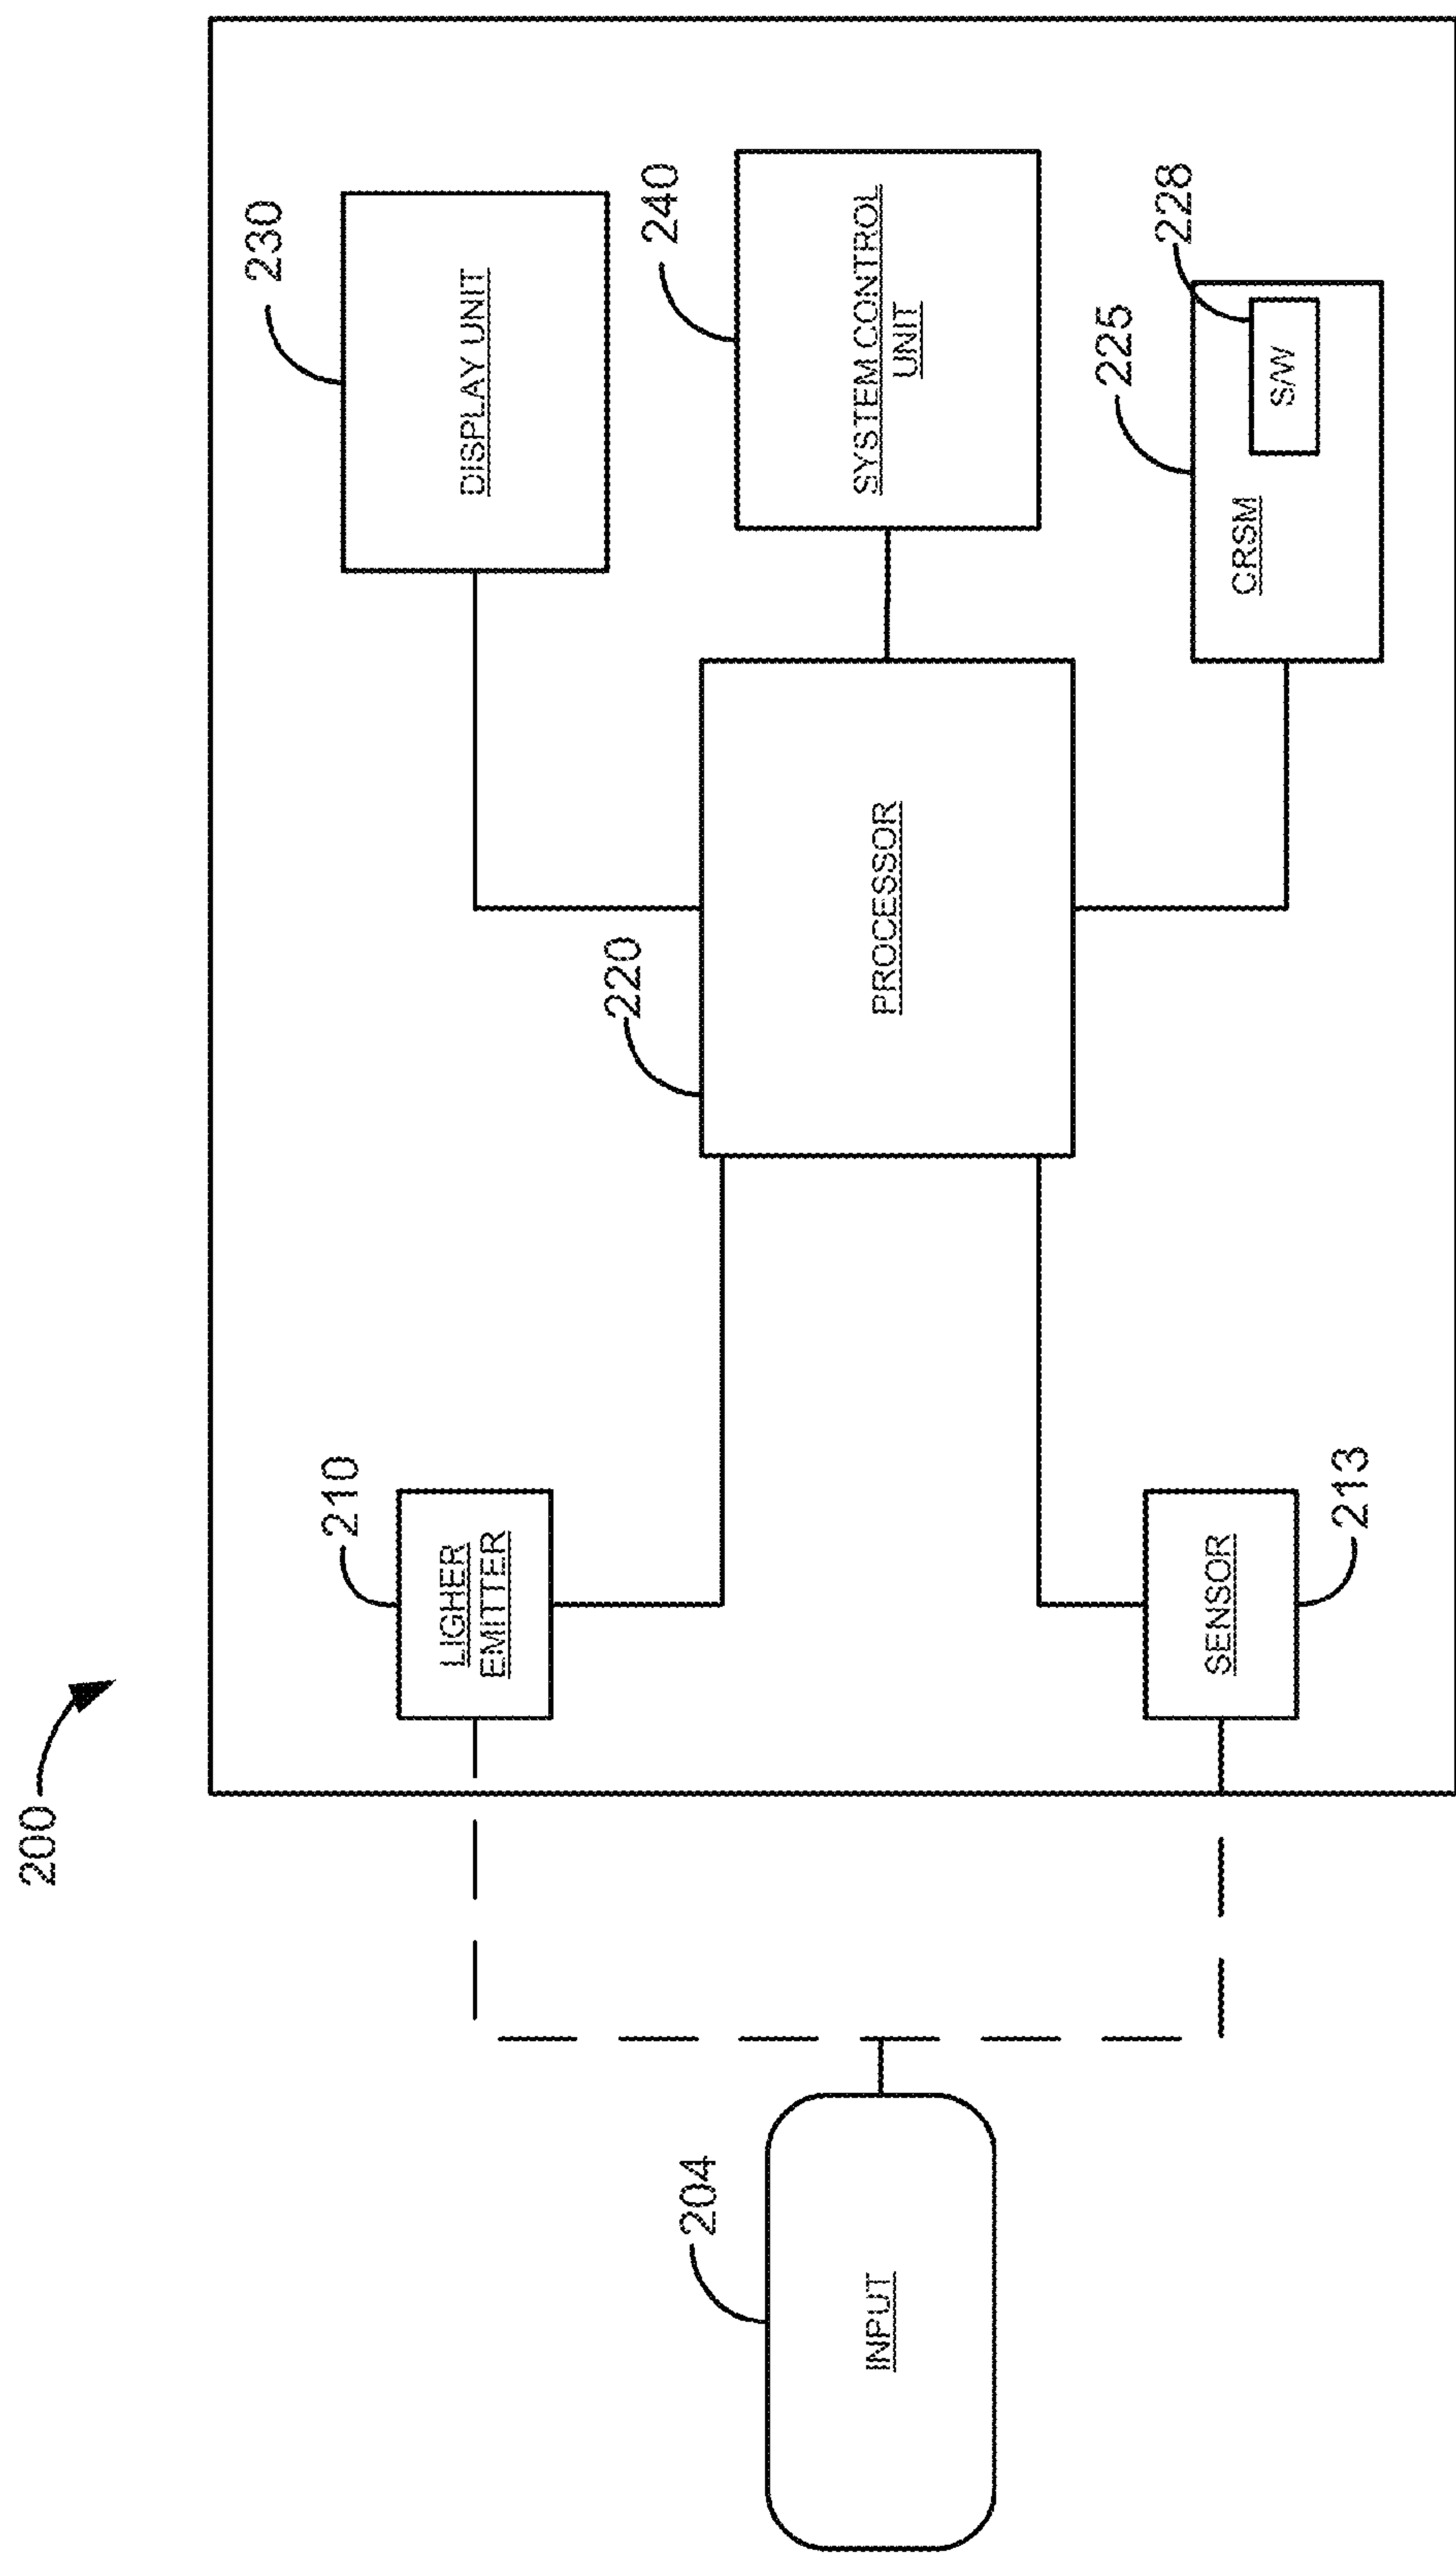 200
230
210
LIGHER
EMITTER
DISPLAY UNIT
220
240
204
INPUT
PROCESSOR
SYSTEM CONTROL
UNIT
225
228
SENSOR
CRSM
S/W
213